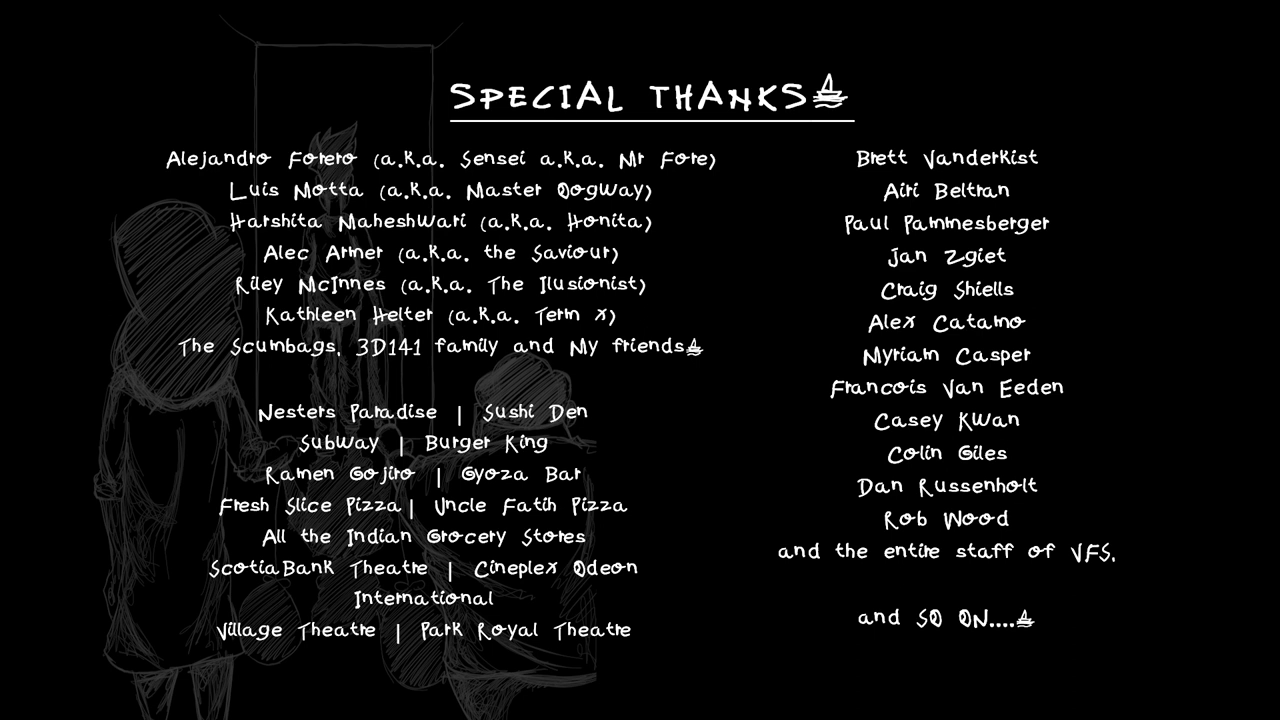 SPECIAL THANKS
Alejandro Forero (a.k.a. Sensei a.k.a. Mr Fore)
Luis Motta (a.k.a. Master Oogway)
Harshita Maheshwari (a.k.a. Honita)
Alec Armer (a.k.a. the Saviour)
Riley McInnes (a.k.a. The Ilusionist)
Kathleen Helter (a.k.a. Term x)
The Scumbags, 3D141 family and My friends
Nesters Paradise | Sushi Den
Subway | Burger King
Ramen Gojiro | Gyoza Bar
Fresh Slice Pizza | Uncle Fatih Pizza
All the Indian Grocery Stores
ScotiaBank Theatre | Cineplex Odeon
International
Village Theatre | Park Royal Theatre
Brett Vanderkist
Airi Beltran
Paul Pammesberger
Jan Zgiet
Craig Shiells
Alex Catamo
Myriam Casper
Francois Van Eeden
Casey Kwan
Colin Giles
Dan Russenholt
Rob Wood
and the entire staff of VFS.
and SO ON....